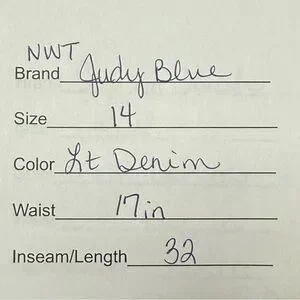 NWT
Brand Judy Blue
Size 14
Color Lt Denim
Waist 17in
Inseam/Length 32